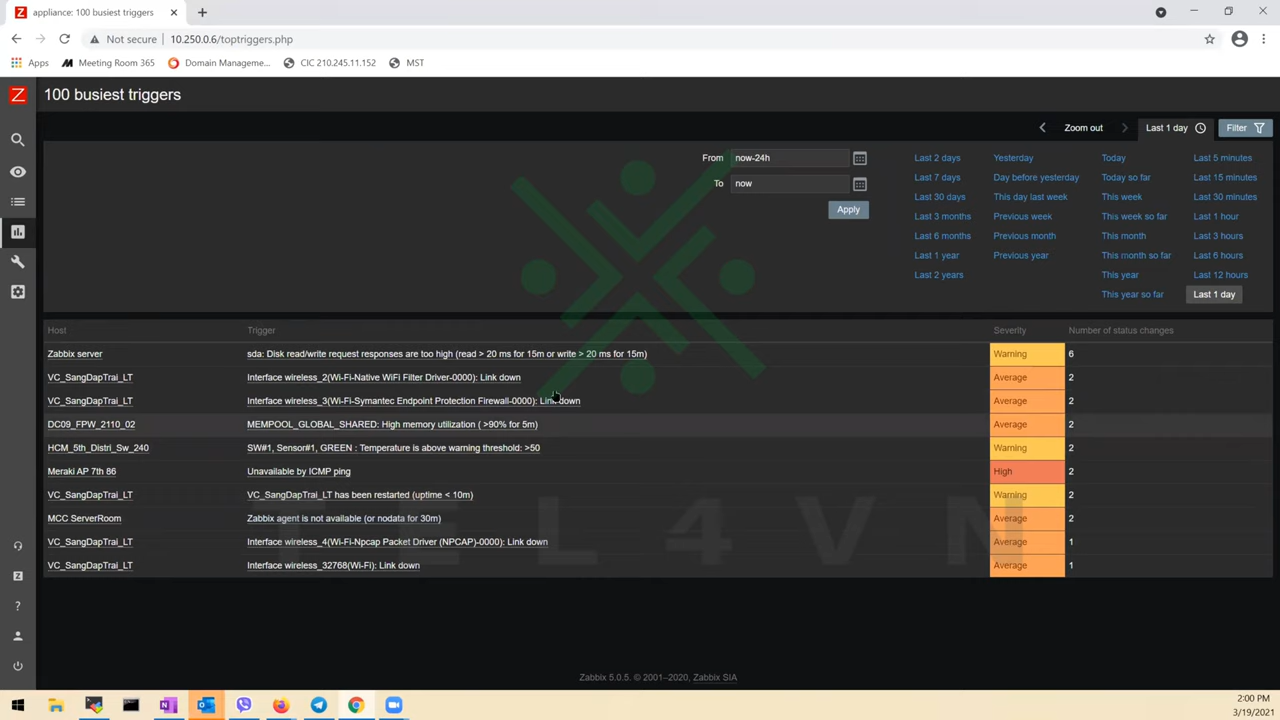 appliance: 100 busiest triggers
Not secure 10.250.0.6/toptriggers.php
Apps Meeting Room 365 Domain Manageme... CIC 210.245.11.152 MST
Z 100 busiest triggers
Zoom out Last 1 day Filter
From now-24h Last 2 days Yesterday Today Last 5 minutes
To now Last 7 days Day before yesterday Today so far Last 15 minutes
Last 30 days This day last week This week Last 30 minutes
Apply Last 3 months Previous week This week so far Last 1 hour
Last 6 months Previous month This month Last 3 hours
Last 1 year Previous year This month so far Last 6 hours
Last 2 years This year Last 12 hours
This year so far Last 1 day
Host Trigger Severity Number of status changes
Zabbix server sda: Disk read/write request responses are too high (read > 20 ms for 15m or write > 20 ms for 15m) Warning 6
VC_SangDapTrai_LT Interface wireless_2(Wi-Fi-Native WiFi Filter Driver-0000): Link down Average 2
VC_SangDapTrai_LT Interface wireless_3(Wi-Fi-Symantec Endpoint Protection Firewall-0000): Link down Average 2
DC09_FPW_2110_02 MEMPOOL_GLOBAL_SHARED: High memory utilization ( >90% for 5m) Average 2
HCM_5th_Distri_Sw_240 SW#1, Sensor#1, GREEN : Temperature is above warning threshold: >50 Warning 2
Meraki AP 7th 86 Unavailable by ICMP ping High 2
VC_SangDapTrai_LT VC_SangDapTrai_LT has been restarted (uptime < 10m) Warning 2
MCC ServerRoom Zabbix agent is not available (or nodata for 30m) Average 2
VC_SangDapTrai_LT Interface wireless_4(Wi-Fi-Npcap Packet Driver (NPCAP)-0000): Link down Average 1
VC_SangDapTrai_LT Interface wireless_32768(Wi-Fi): Link down Average 1
EL4VN
Zabbix 5.0.5. © 2001–2020, Zabbix SIA
2:00 PM
3/19/2021